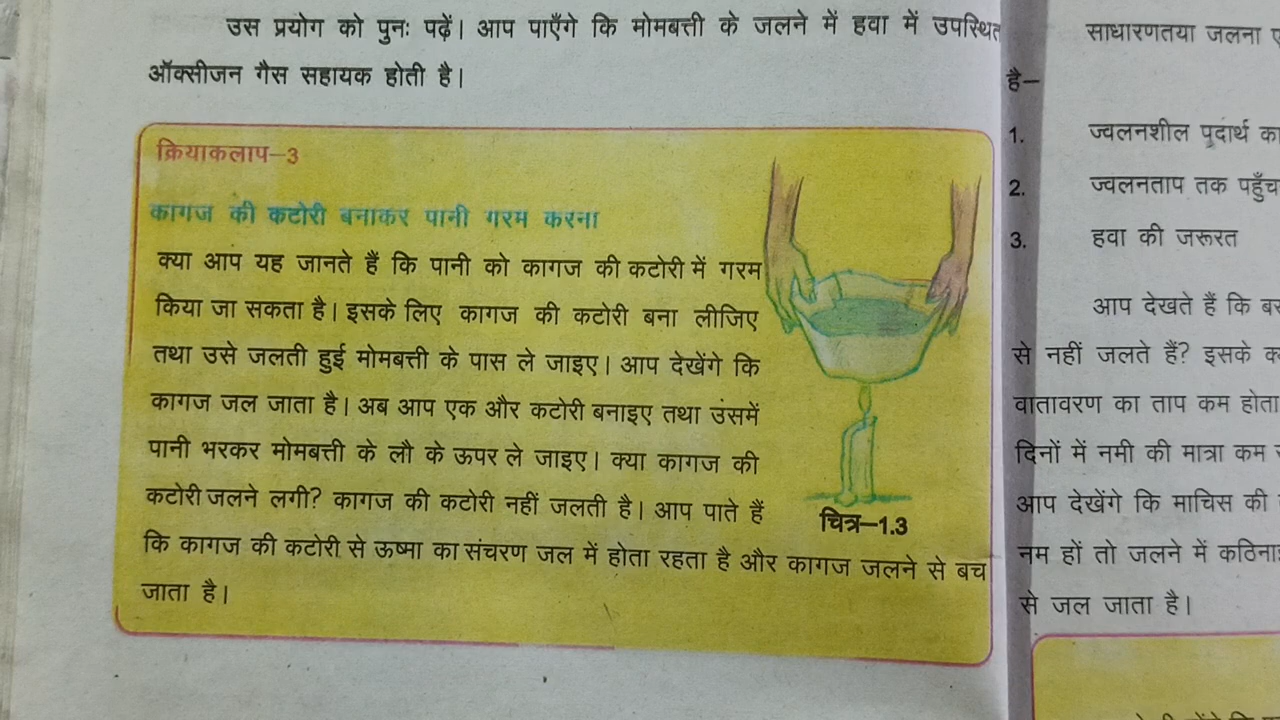 उस प्रयोग को पुनः पढ़ें। आप पाएँगे कि मोमबत्ती के जलने में हवा में उपस्थित
ऑक्सीजन गैस सहायक होती है।
क्रियाकलाप–3
कागज की कटोरी बनाकर पानी गरम करना
क्या आप यह जानते हैं कि पानी को कागज की कटोरी में गरम
किया जा सकता है। इसके लिए कागज की कटोरी बना लीजिए
तथा उसे जलती हुई मोमबत्ती के पास ले जाइए। आप देखेंगे कि
कागज जल जाता है। अब आप एक और कटोरी बनाइए तथा उसमें
पानी भरकर मोमबत्ती के लौ के ऊपर ले जाइए। क्या कागज की
कटोरी जलने लगी? कागज की कटोरी नहीं जलती है। आप पाते हैं
कि कागज की कटोरी से ऊष्मा का संचरण जल में होता रहता है और कागज जलने से बच
जाता है।
चित्र–1.3
साधारणतया जलना
है–
1. ज्वलनशील पदार्थ
2. ज्वलनताप तक
3. हवा की जरूरत
आप देखते हैं कि
से नहीं जलते हैं? इसके
वातावरण का ताप कम होता
दिनों में नमी की मात्रा कम
आप देखेंगे कि माचिस की
नम हों तो जलने में
से जल जाता है।